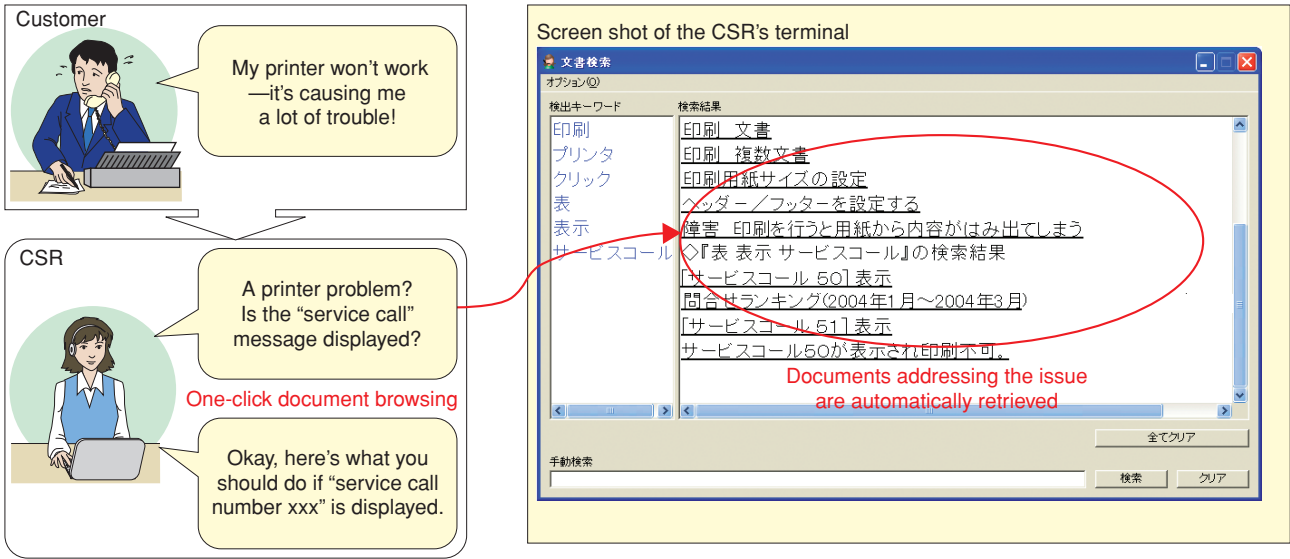 Customer
My printer won't work
—it's causing me
a lot of trouble!
CSR
A printer problem?
Is the “service call”
message displayed?
One-click document browsing
Okay, here's what you
should do if “service call
number xxx” is displayed.
Screen shot of the CSR's terminal
文書検索
オプション(O)
検出キーワード
検索結果
印刷
プリンタ
クリック
表
表示
サービスコール
印刷 文書
印刷 複数文書
印刷用紙サイズの設定
ヘッダー/フッターを設定する
障害 印刷を行うと用紙から内容がはみ出てしまう
◇『表 表示 サービスコール』の検索結果
[サービスコール 50] 表示
問合せランキング(2004年1月～2004年3月)
[サービスコール 51] 表示
サービスコール50が表示され印刷不可。
Documents addressing the issue
are automatically retrieved
全てクリア
手動検索
検索
クリア